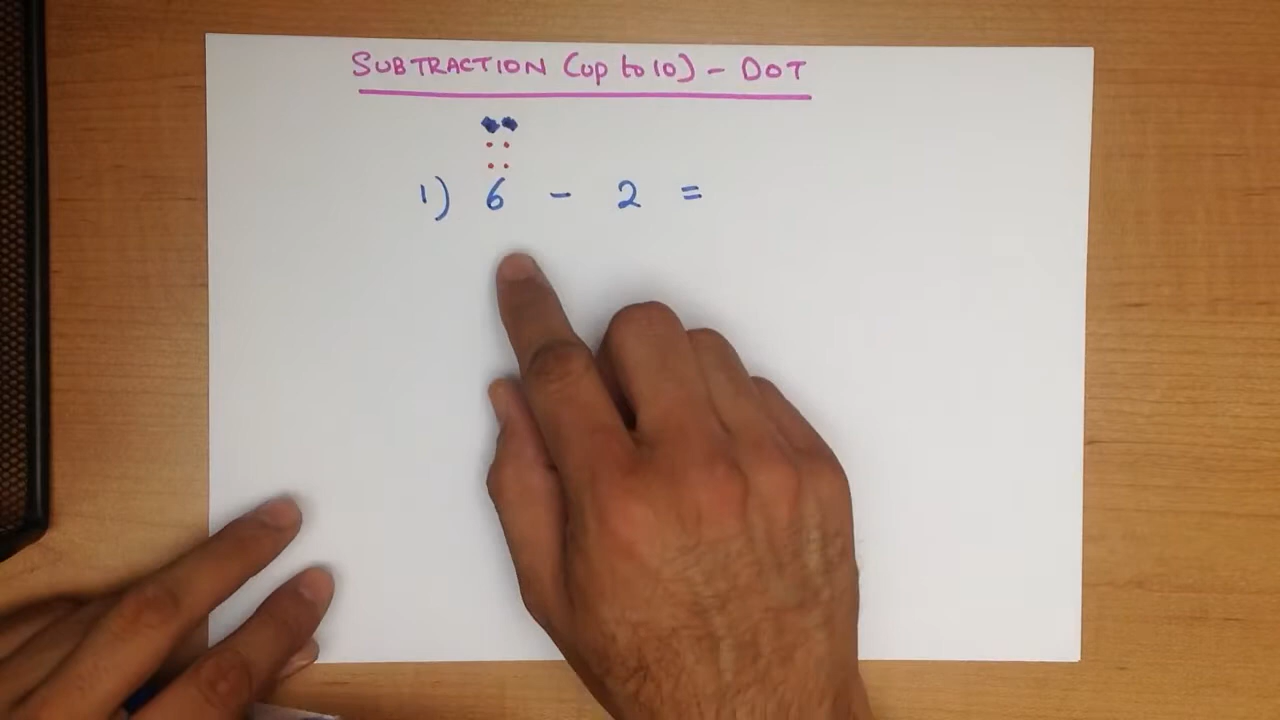 SUBTRACTION (up to 10) - DOT
1) 6 - 2 =